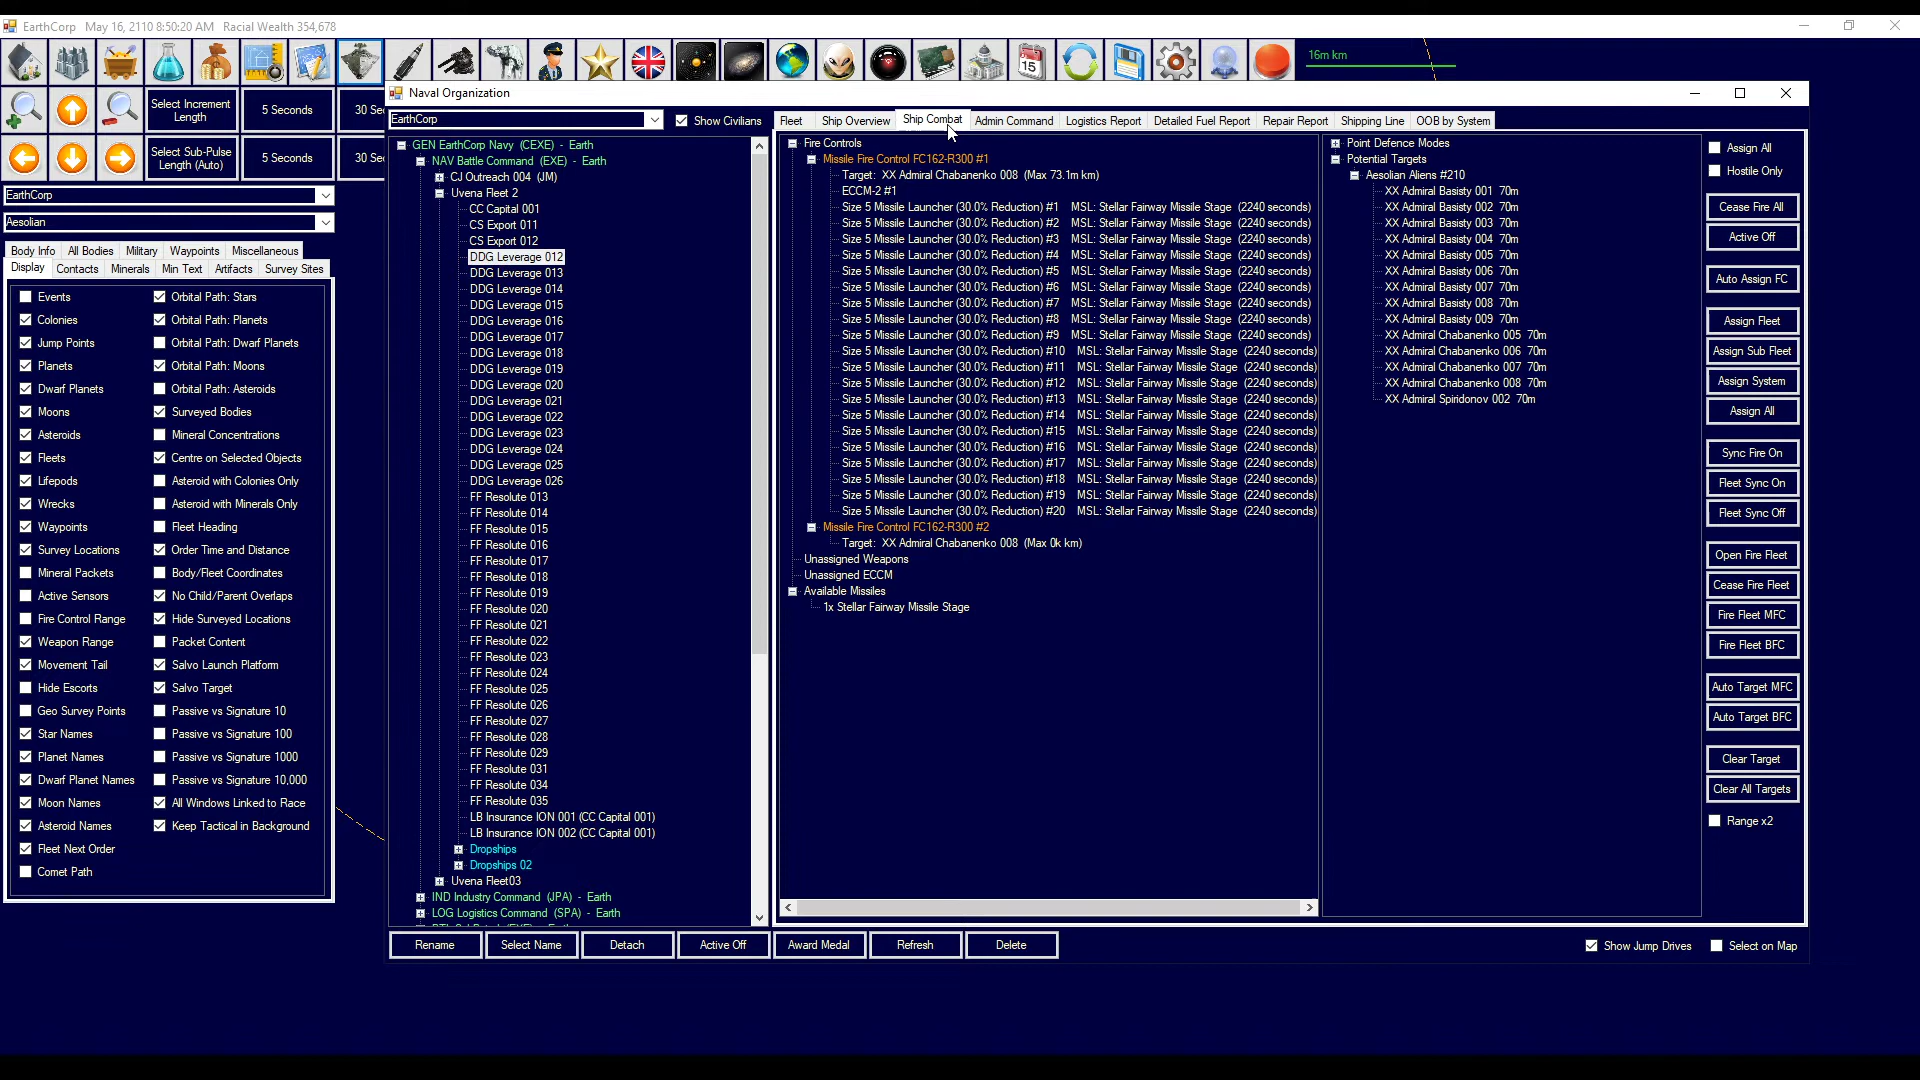 EarthCorp May 16, 2110 8:50:20 AM Racial Wealth 354,678
16m km
Select Increment Length
5 Seconds
30 Se
Select Sub-Pulse Length (Auto)
5 Seconds
30 Se
EarthCorp
Aesolian
Body Info All Bodies Military Waypoints Miscellaneous
Display Contacts Minerals Min Text Artifacts Survey Sites
Events
Colonies
Jump Points
Planets
Dwarf Planets
Moons
Asteroids
Fleets
Lifepods
Wrecks
Waypoints
Survey Locations
Mineral Packets
Active Sensors
Fire Control Range
Weapon Range
Movement Tail
Hide Escorts
Geo Survey Points
Star Names
Planet Names
Dwarf Planet Names
Moon Names
Asteroid Names
Fleet Next Order
Comet Path
Orbital Path: Stars
Orbital Path: Planets
Orbital Path: Dwarf Planets
Orbital Path: Moons
Orbital Path: Asteroids
Surveyed Bodies
Mineral Concentrations
Centre on Selected Objects
Asteroid with Colonies Only
Asteroid with Minerals Only
Fleet Heading
Order Time and Distance
Body/Fleet Coordinates
No Child/Parent Overlaps
Hide Surveyed Locations
Packet Content
Salvo Launch Platform
Salvo Target
Passive vs Signature 10
Passive vs Signature 100
Passive vs Signature 1000
Passive vs Signature 10,000
All Windows Linked to Race
Keep Tactical in Background
Naval Organization
EarthCorp
Show Civilians
GEN EarthCorp Navy (CEXE) - Earth
NAV Battle Command (EXE) - Earth
CJ Outreach 004 (JM)
Uvena Fleet 2
CC Capital 001
CS Export 011
CS Export 012
DDG Leverage 012
DDG Leverage 013
DDG Leverage 014
DDG Leverage 015
DDG Leverage 016
DDG Leverage 017
DDG Leverage 018
DDG Leverage 019
DDG Leverage 020
DDG Leverage 021
DDG Leverage 022
DDG Leverage 023
DDG Leverage 024
DDG Leverage 025
DDG Leverage 026
FF Resolute 013
FF Resolute 014
FF Resolute 015
FF Resolute 016
FF Resolute 017
FF Resolute 018
FF Resolute 019
FF Resolute 020
FF Resolute 021
FF Resolute 022
FF Resolute 023
FF Resolute 024
FF Resolute 025
FF Resolute 026
FF Resolute 027
FF Resolute 028
FF Resolute 029
FF Resolute 031
FF Resolute 034
FF Resolute 035
LB Insurance ION 001 (CC Capital 001)
LB Insurance ION 002 (CC Capital 001)
Dropships
Dropships 02
Uvena Fleet03
IND Industry Command (JPA) - Earth
LOG Logistics Command (SPA) - Earth
Fleet Ship Overview Ship Combat Admin Command Logistics Report Detailed Fuel Report Repair Report Shipping Line OOB by System
Fire Controls
Missile Fire Control FC162-R300 #1
Target: XX Admiral Chabanenko 008 (Max 73.1m km)
ECCM-2 #1
Size 5 Missile Launcher (30.0% Reduction) #1 MSL: Stellar Fairway Missile Stage (2240 seconds)
Size 5 Missile Launcher (30.0% Reduction) #2 MSL: Stellar Fairway Missile Stage (2240 seconds)
Size 5 Missile Launcher (30.0% Reduction) #3 MSL: Stellar Fairway Missile Stage (2240 seconds)
Size 5 Missile Launcher (30.0% Reduction) #4 MSL: Stellar Fairway Missile Stage (2240 seconds)
Size 5 Missile Launcher (30.0% Reduction) #5 MSL: Stellar Fairway Missile Stage (2240 seconds)
Size 5 Missile Launcher (30.0% Reduction) #6 MSL: Stellar Fairway Missile Stage (2240 seconds)
Size 5 Missile Launcher (30.0% Reduction) #7 MSL: Stellar Fairway Missile Stage (2240 seconds)
Size 5 Missile Launcher (30.0% Reduction) #8 MSL: Stellar Fairway Missile Stage (2240 seconds)
Size 5 Missile Launcher (30.0% Reduction) #9 MSL: Stellar Fairway Missile Stage (2240 seconds)
Size 5 Missile Launcher (30.0% Reduction) #10 MSL: Stellar Fairway Missile Stage (2240 seconds)
Size 5 Missile Launcher (30.0% Reduction) #11 MSL: Stellar Fairway Missile Stage (2240 seconds)
Size 5 Missile Launcher (30.0% Reduction) #12 MSL: Stellar Fairway Missile Stage (2240 seconds)
Size 5 Missile Launcher (30.0% Reduction) #13 MSL: Stellar Fairway Missile Stage (2240 seconds)
Size 5 Missile Launcher (30.0% Reduction) #14 MSL: Stellar Fairway Missile Stage (2240 seconds)
Size 5 Missile Launcher (30.0% Reduction) #15 MSL: Stellar Fairway Missile Stage (2240 seconds)
Size 5 Missile Launcher (30.0% Reduction) #16 MSL: Stellar Fairway Missile Stage (2240 seconds)
Size 5 Missile Launcher (30.0% Reduction) #17 MSL: Stellar Fairway Missile Stage (2240 seconds)
Size 5 Missile Launcher (30.0% Reduction) #18 MSL: Stellar Fairway Missile Stage (2240 seconds)
Size 5 Missile Launcher (30.0% Reduction) #19 MSL: Stellar Fairway Missile Stage (2240 seconds)
Size 5 Missile Launcher (30.0% Reduction) #20 MSL: Stellar Fairway Missile Stage (2240 seconds)
Missile Fire Control FC162-R300 #2
Target: XX Admiral Chabanenko 008 (Max 0k km)
Unassigned Weapons
Unassigned ECCM
Available Missiles
1x Stellar Fairway Missile Stage
Point Defence Modes
Potential Targets
Aesolian Aliens #210
XX Admiral Basisty 001 70m
XX Admiral Basisty 002 70m
XX Admiral Basisty 003 70m
XX Admiral Basisty 004 70m
XX Admiral Basisty 005 70m
XX Admiral Basisty 006 70m
XX Admiral Basisty 007 70m
XX Admiral Basisty 008 70m
XX Admiral Basisty 009 70m
XX Admiral Chabanenko 005 70m
XX Admiral Chabanenko 006 70m
XX Admiral Chabanenko 007 70m
XX Admiral Chabanenko 008 70m
XX Admiral Spiridonov 002 70m
Assign All
Hostile Only
Cease Fire All
Active Off
Auto Assign FC
Assign Fleet
Assign Sub Fleet
Assign System
Assign All
Sync Fire On
Fleet Sync On
Fleet Sync Off
Open Fire Fleet
Cease Fire Fleet
Fire Fleet MFC
Fire Fleet BFC
Auto Target MFC
Auto Target BFC
Clear Target
Clear All Targets
Range x2
Rename Select Name Detach Active Off Award Medal Refresh Delete
Show Jump Drives Select on Map